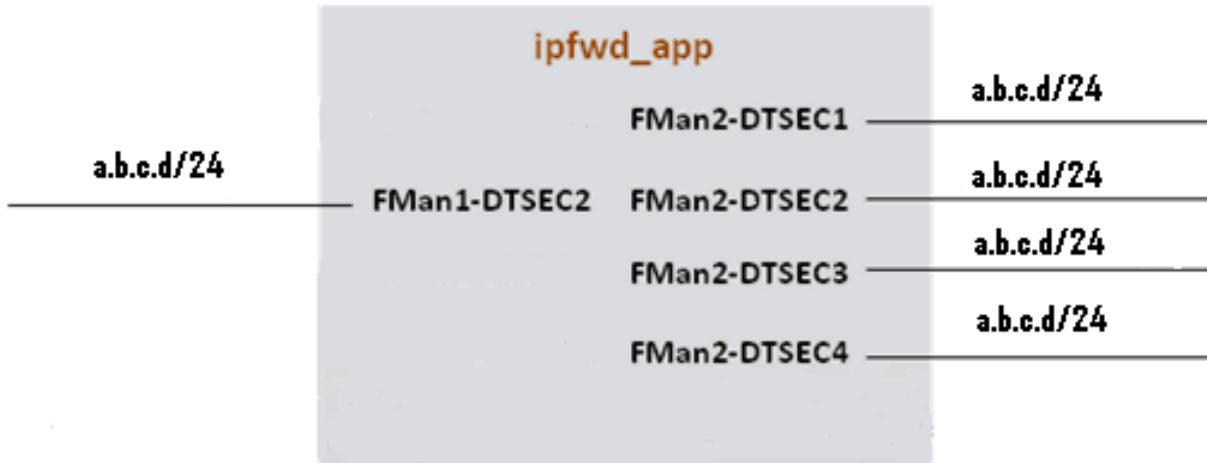 ipfwd_app
a.b.c.d/24
FMan2-DTSEC1
a.b.c.d/24
FMan1-DTSEC2
FMan2-DTSEC2
a.b.c.d/24
FMan2-DTSEC3
a.b.c.d/24
FMan2-DTSEC4
a.b.c.d/24